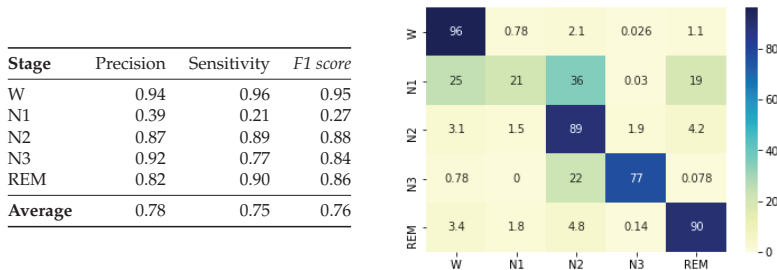 Stage Precision Sensitivity F1 score
W 0.94 0.96 0.95
N1 0.39 0.21 0.27
N2 0.87 0.89 0.88
N3 0.92 0.77 0.84
REM 0.82 0.90 0.86
Average 0.78 0.75 0.76
W 96 0.78 2.1 0.026 1.1
N1 25 21 36 0.03 19
N2 3.1 1.5 89 1.9 4.2
N3 0.78 0 22 77 0.078
REM 3.4 1.8 4.8 0.14 90
W N1 N2 N3 REM
80
60
40
20
0